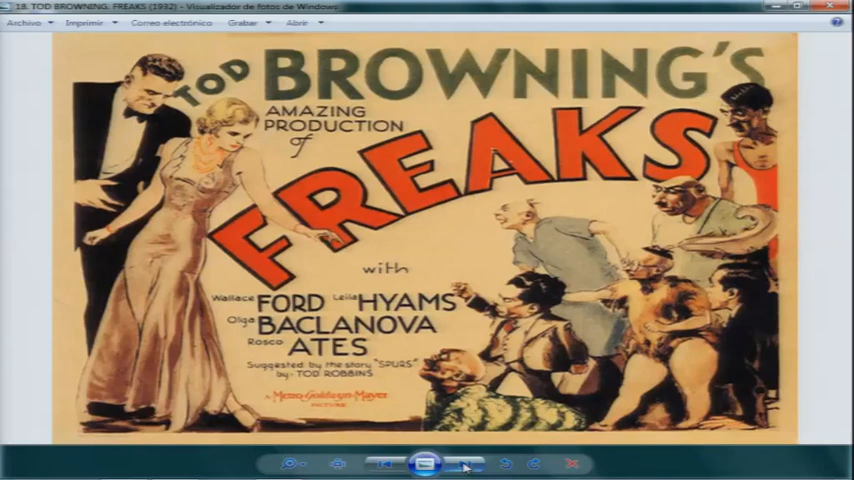 18. TOD BROWNING. FREAKS (1932) - Visualizador de fotos de Windows
Archivo Imprimir Correo electrónico Grabar Abrir
TOD BROWNING'S
AMAZING
PRODUCTION
of
FREAKS
with
Wallace FORD Leila HYAMS
Olga BACLANOVA
Rosco ATES
Suggested by the story "SPURS"
by TOD ROBBINS
A Metro-Goldwyn-Mayer
PICTURE